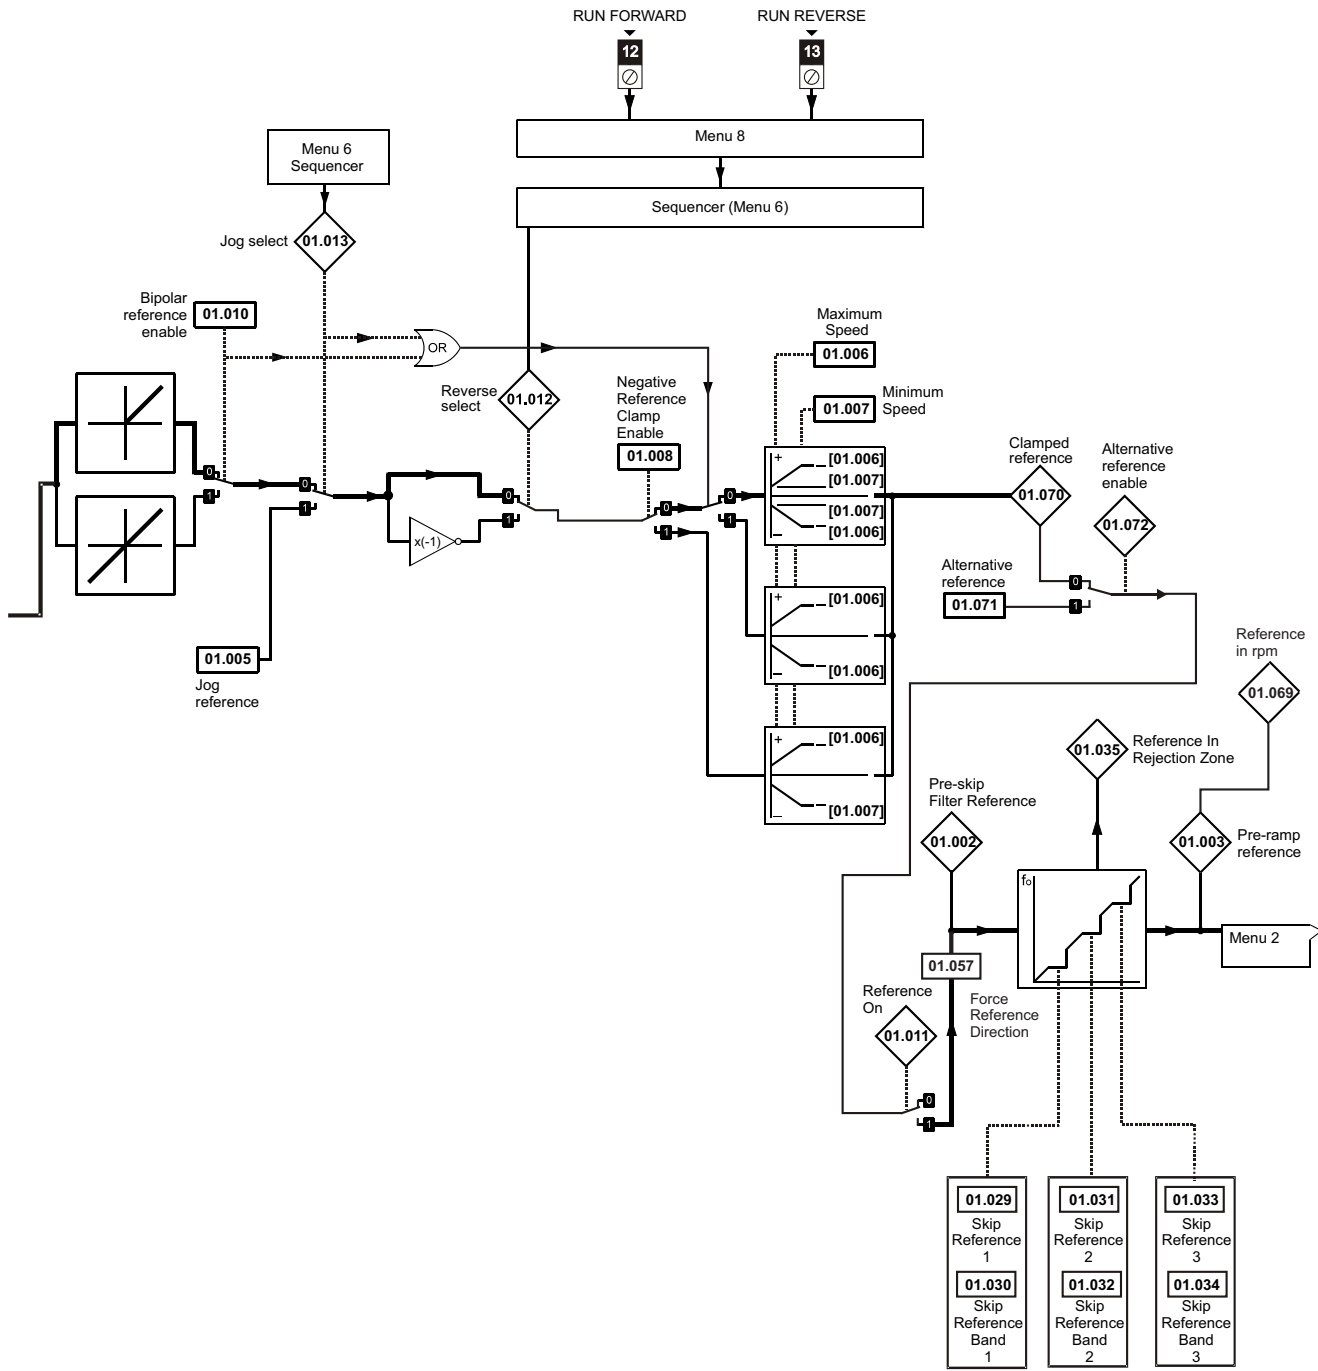 RUN FORWARD
RUN REVERSE
12
13
Menu 8
Sequencer (Menu 6)
Menu 6
Sequencer
Jog select
01.013
Bipolar
reference
enable
01.010
OR
Reverse
select
01.012
Negative
Reference
Clamp
Enable
01.008
Maximum
Speed
01.006
01.007
Minimum
Speed
0
1
0
1
01.005
Jog
reference
x(-1)
0
1
0
1
0
1
+
[01.006]
[01.007]
[01.007]
[01.006]
–
+
[01.006]
[01.006]
–
+
[01.006]
[01.007]
–
Clamped
reference
01.070
Alternative
reference
enable
01.072
Alternative
reference
01.071
0
1
Reference
in rpm
01.069
01.035
Reference In
Rejection Zone
Pre-skip
Filter Reference
01.002
01.003
Pre-ramp
reference
fo
Menu 2
01.057
Force
Reference
Direction
Reference
On
01.011
0
1
01.029
Skip
Reference
1
01.030
Skip
Reference
Band
1
01.031
Skip
Reference
2
01.032
Skip
Reference
Band
2
01.033
Skip
Reference
3
01.034
Skip
Reference
Band
3